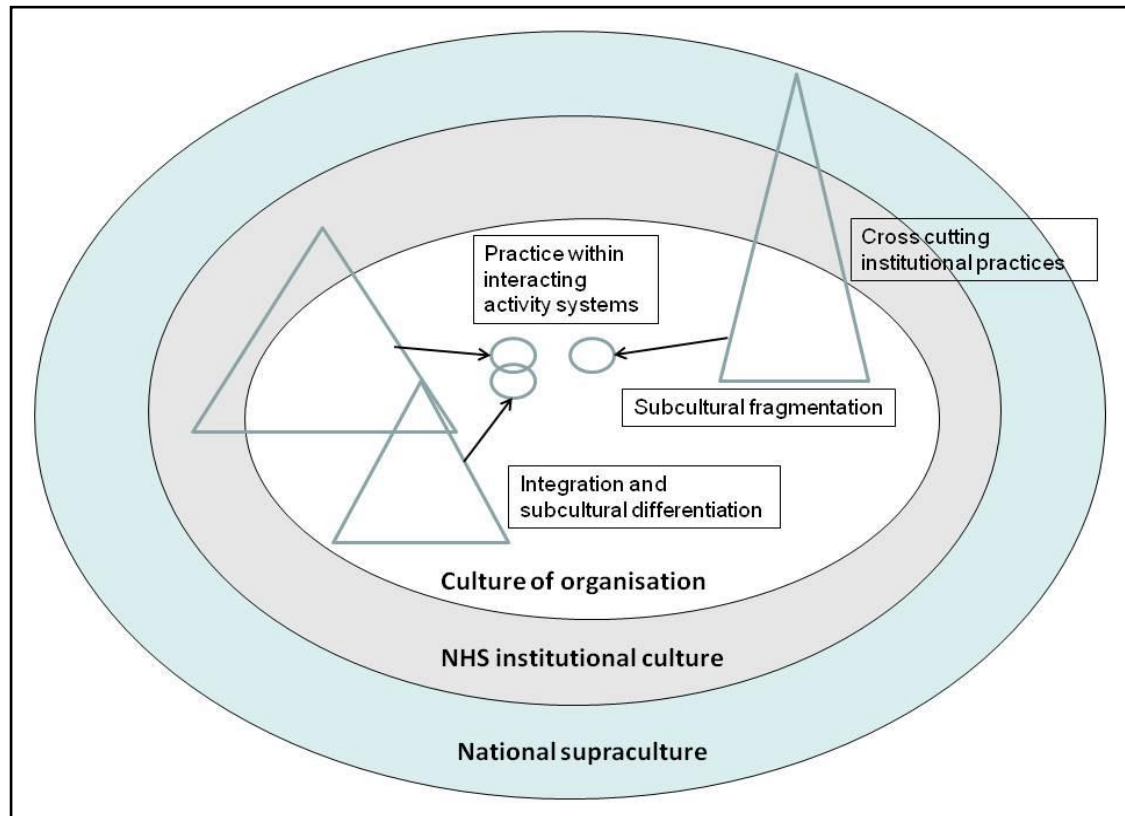 Cross cutting
institutional practices
Practice within
interacting
activity systems
Subcultural fragmentation
Integration and
subcultural differentiation
Culture of organisation
NHS institutional culture
National supraculture